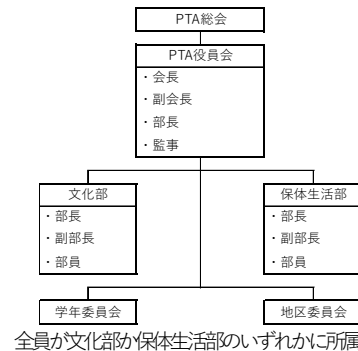 PTA総会
PTA役員会
・会長
・副会長
・部長
・監事
文化部
・部長
・副部長
・部員
保体生活部
・部長
・副部長
・部員
学年委員会
地区委員会
全員が文化部か保体生活部のいずれかに所属